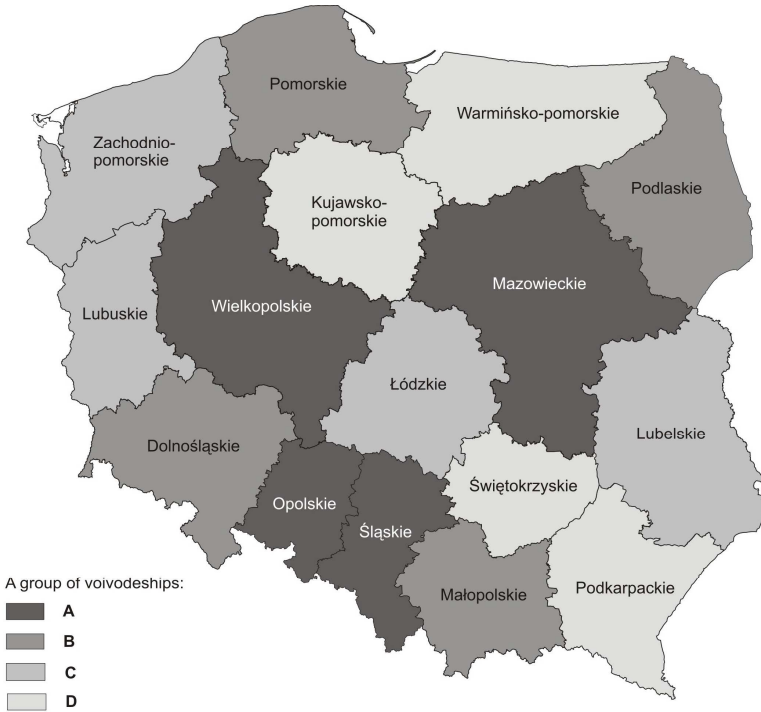 Pomorskie
Warmińsko-pomorskie
Zachodnio-
pomorskie
Podlaskie
Kujawsko-
pomorskie
Mazowieckie
Wielkopolskie
Lubuskie
Łódzkie
Lubelskie
Dolnośląskie
Świętokrzyskie
Opolskie
Śląskie
Podkarpackie
Małopolskie
A group of voivodeships:
A
B
C
D